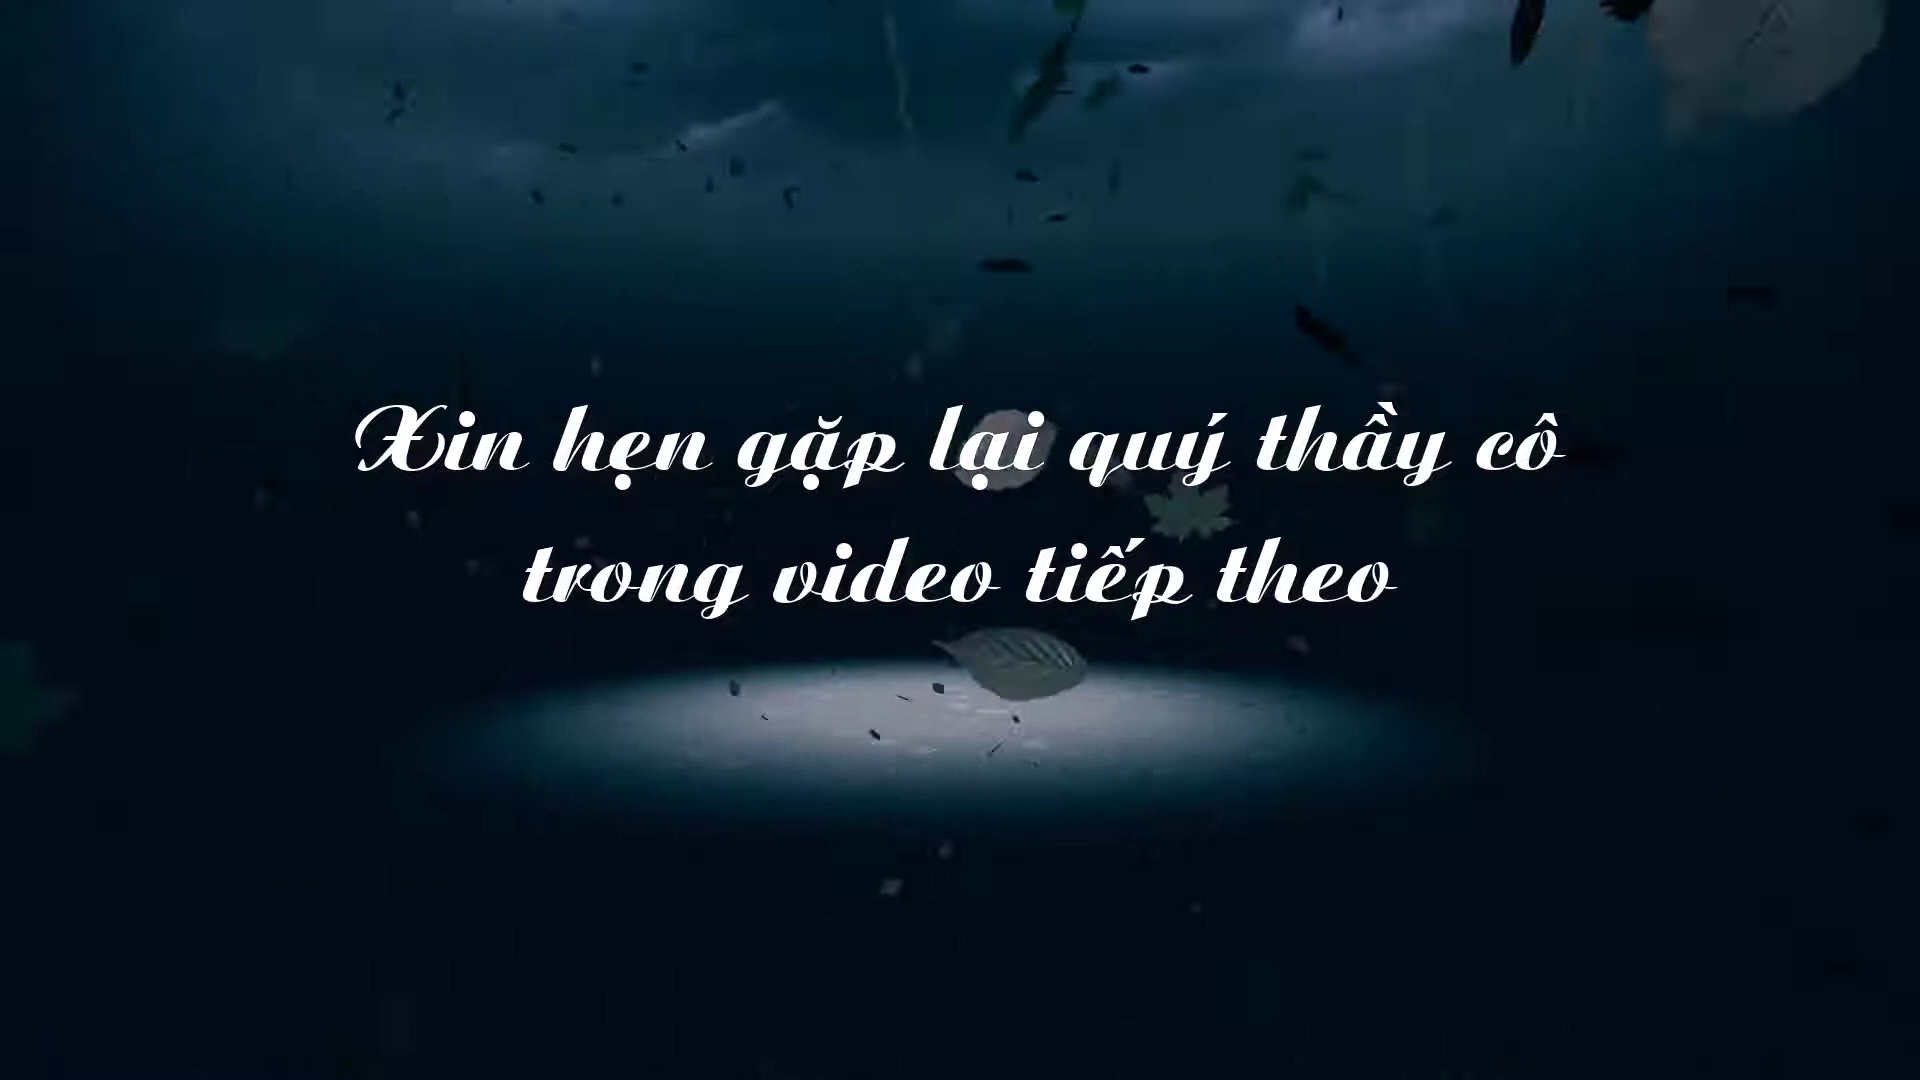 Xin hẹn gặp lại quý thầy cô
trong video tiếp theo